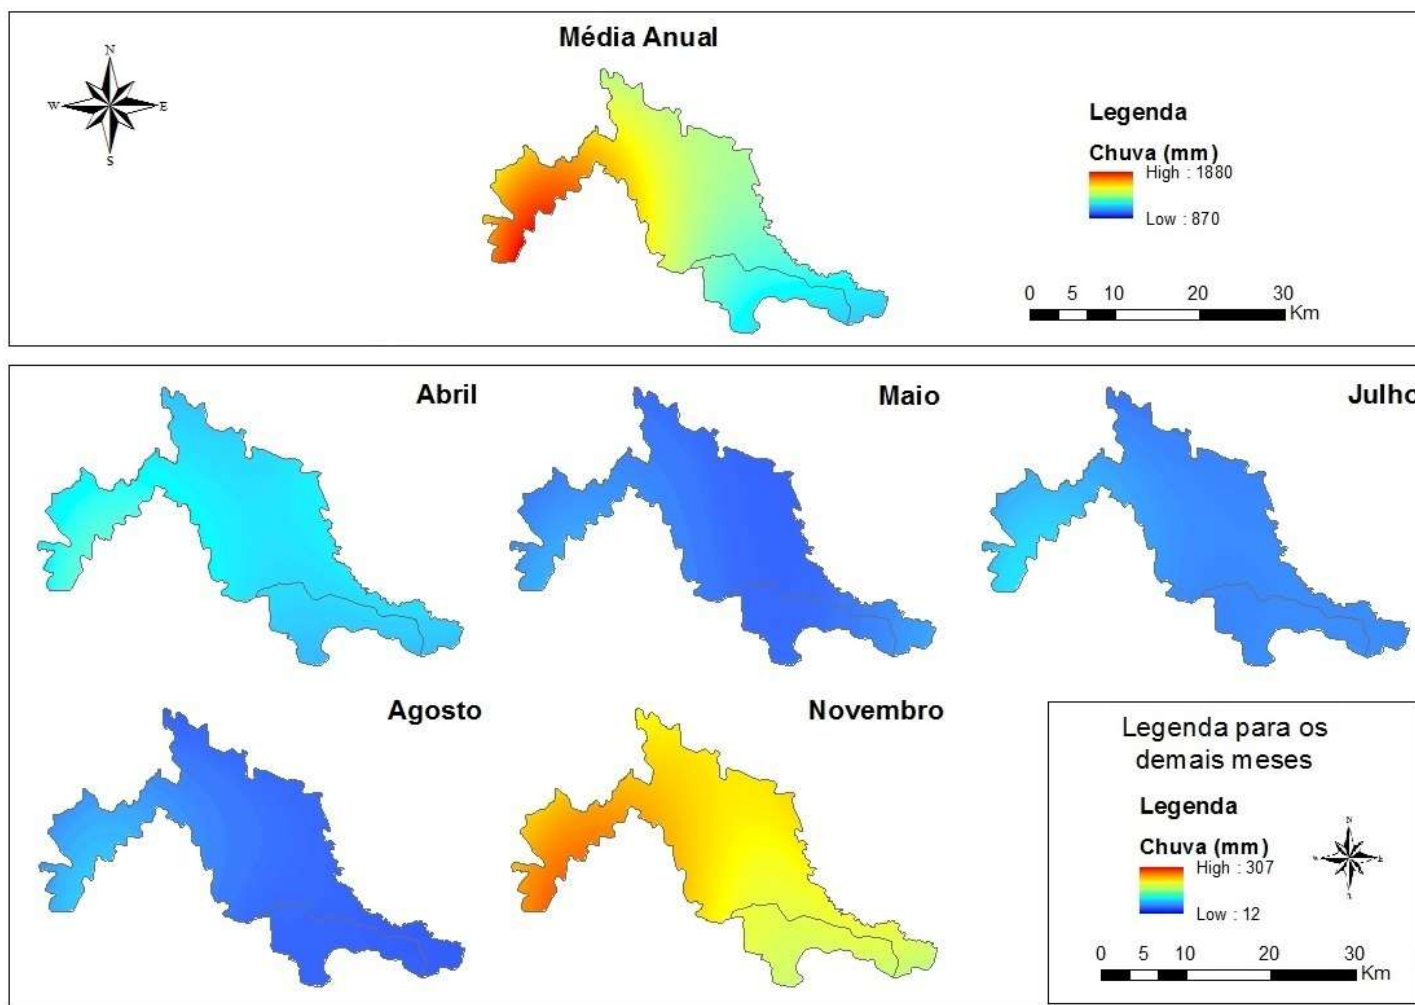 Média Anual
N
W
E
S
Legenda
Chuva (mm)
High : 1880
Low : 870
0 5 10 20 30
Km
Abril
Maio
Julho
Agosto
Novembro
Legenda para os
demais meses
Legenda
Chuva (mm)
High : 307
Low : 12
N
0 5 10 20 30
Km